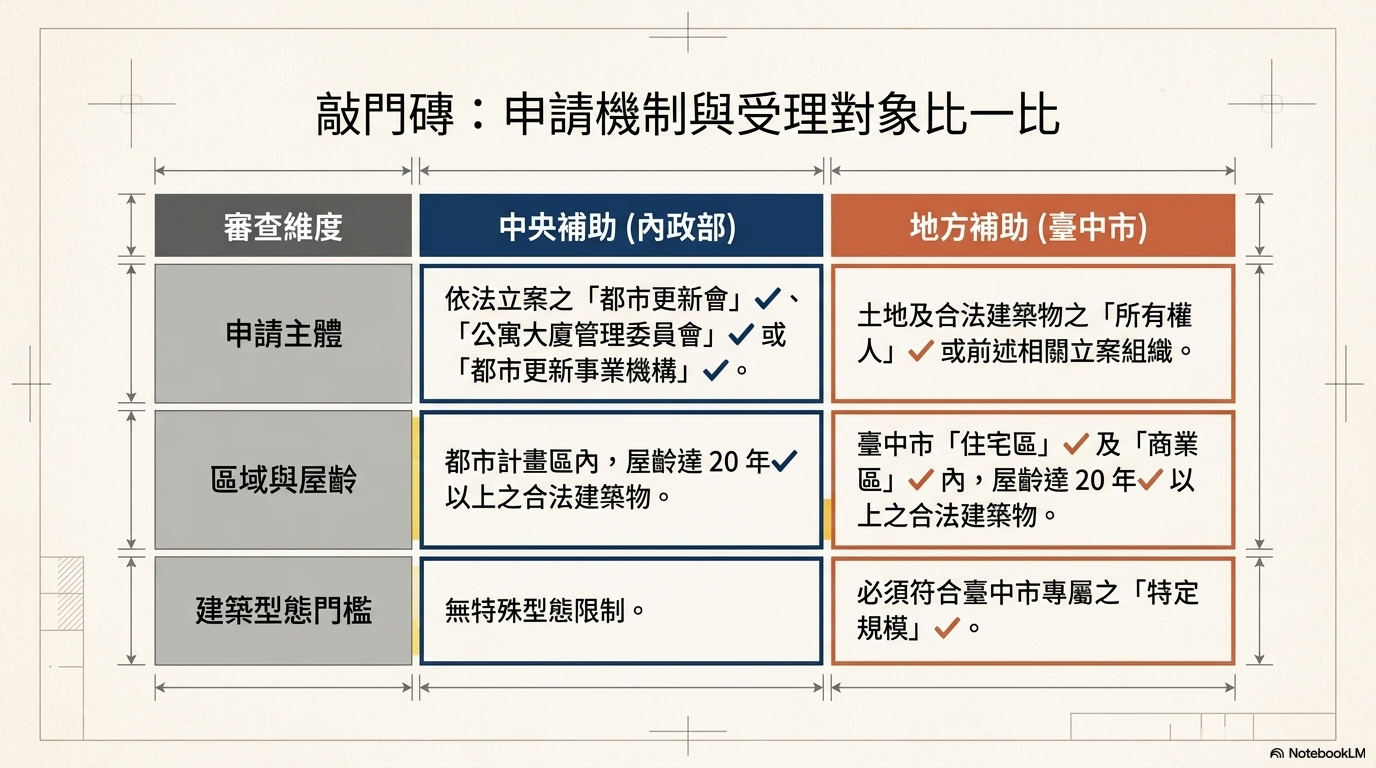 敲門磚：申請機制與受理對象比一比
審查維度
中央補助 (內政部)
地方補助 (臺中市)
申請主體
依法立案之「都市更新會」✓、
「公寓大廈管理委員會」✓ 或
「都市更新事業機構」✓。
土地及合法建築物之「所有權
人」✓ 或前述相關立案組織。
區域與屋齡
都市計畫區內，屋齡達 20 年✓
以上之合法建築物。
臺中市「住宅區」✓ 及「商業
區」✓ 內，屋齡達 20 年✓ 以
上之合法建築物。
建築型態門檻
無特殊型態限制。
必須符合臺中市專屬之「特定
規模」✓。
NotebookLM